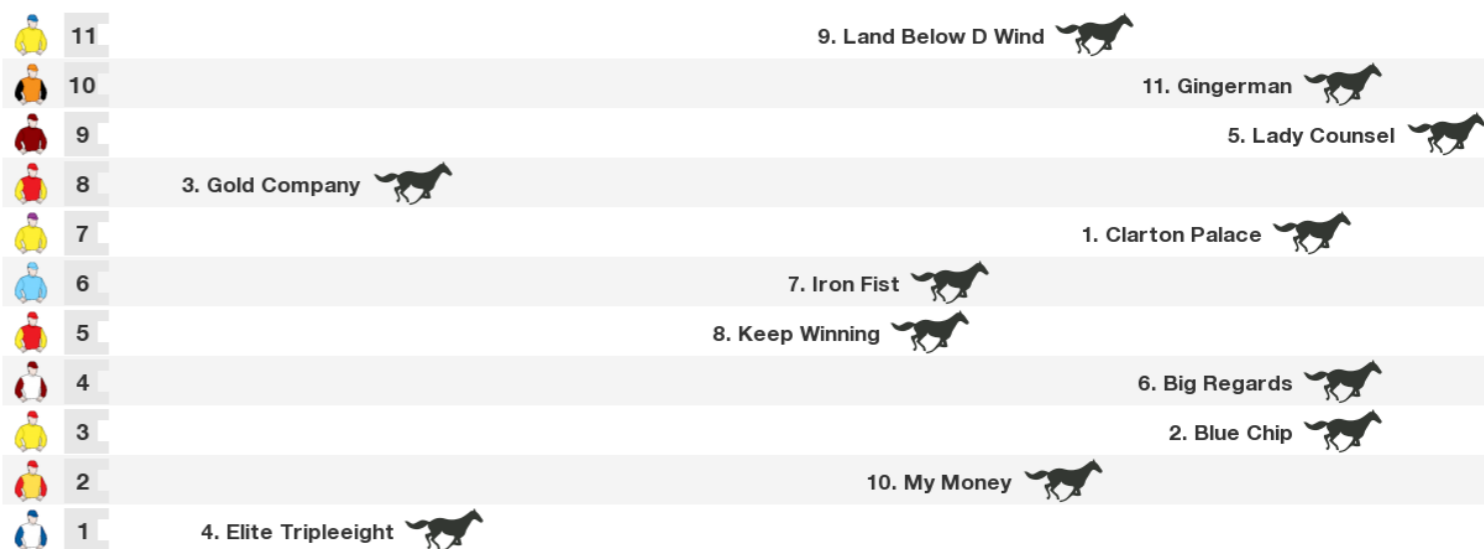 11 9. Land Below D Wind
10 11. Gingerman
9 5. Lady Counsel
8 3. Gold Company
7 1. Clarton Palace
6 7. Iron Fist
5 8. Keep Winning
4 6. Big Regards
3 2. Blue Chip
2 10. My Money
1 4. Elite Tripleeight